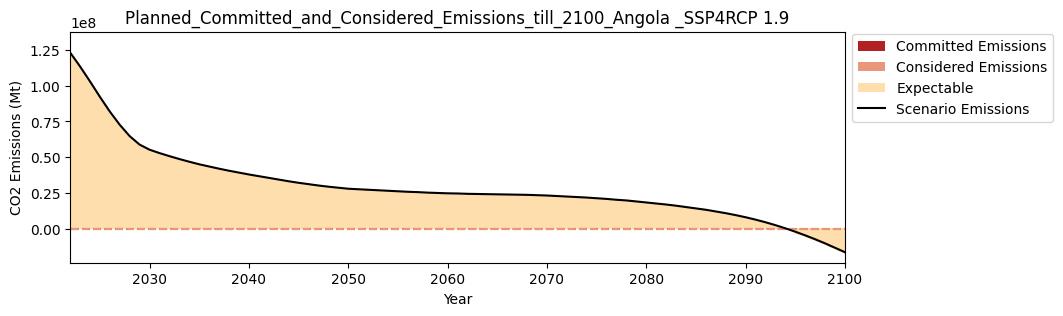 Planned_Committed_and_Considered_Emissions_till_2100_Angola _SSP4RCP 1.9
1e8
1.25
1.00
0.75
0.50
0.25
0.00
CO2 Emissions (Mt)
2030 2040 2050 2060 2070 2080 2090 2100
Year
Committed Emissions
Considered Emissions
Expectable
Scenario Emissions